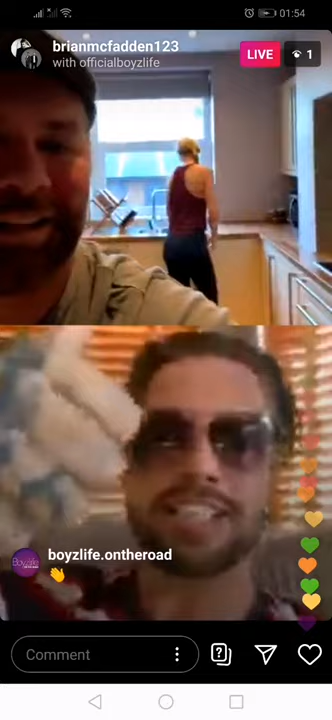 01:54
brianmcfadden123
LIVE
1
with officialboyzlife
boyzlife.ontheroad
Comment